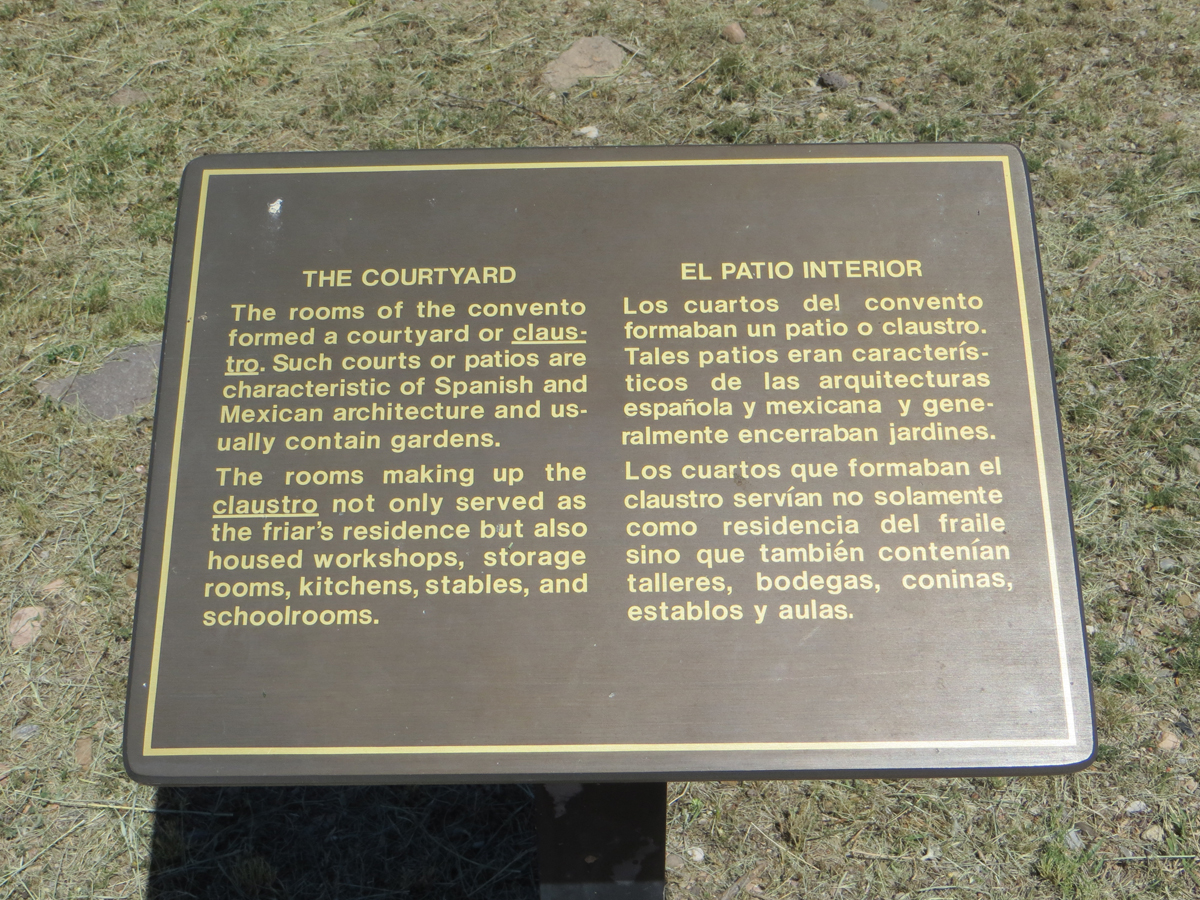 THE COURTYARD
The rooms of the convento
formed a courtyard or claus-
tro. Such courts or patios are
characteristic of Spanish and
Mexican architecture and us-
ually contain gardens.
The rooms making up the
claustro not only served as
the friar's residence but also
housed workshops, storage
rooms, kitchens, stables, and
schoolrooms.
EL PATIO INTERIOR
Los cuartos del convento
formaban un patio o claustro.
Tales patios eran caracterís-
ticos de las arquitecturas
española y mexicana y gene-
ralmente encerraban jardines.
Los cuartos que formaban el
claustro servían no solamente
como residencia del fraile
sino que también contenían
talleres, bodegas, coninas,
establos y aulas.